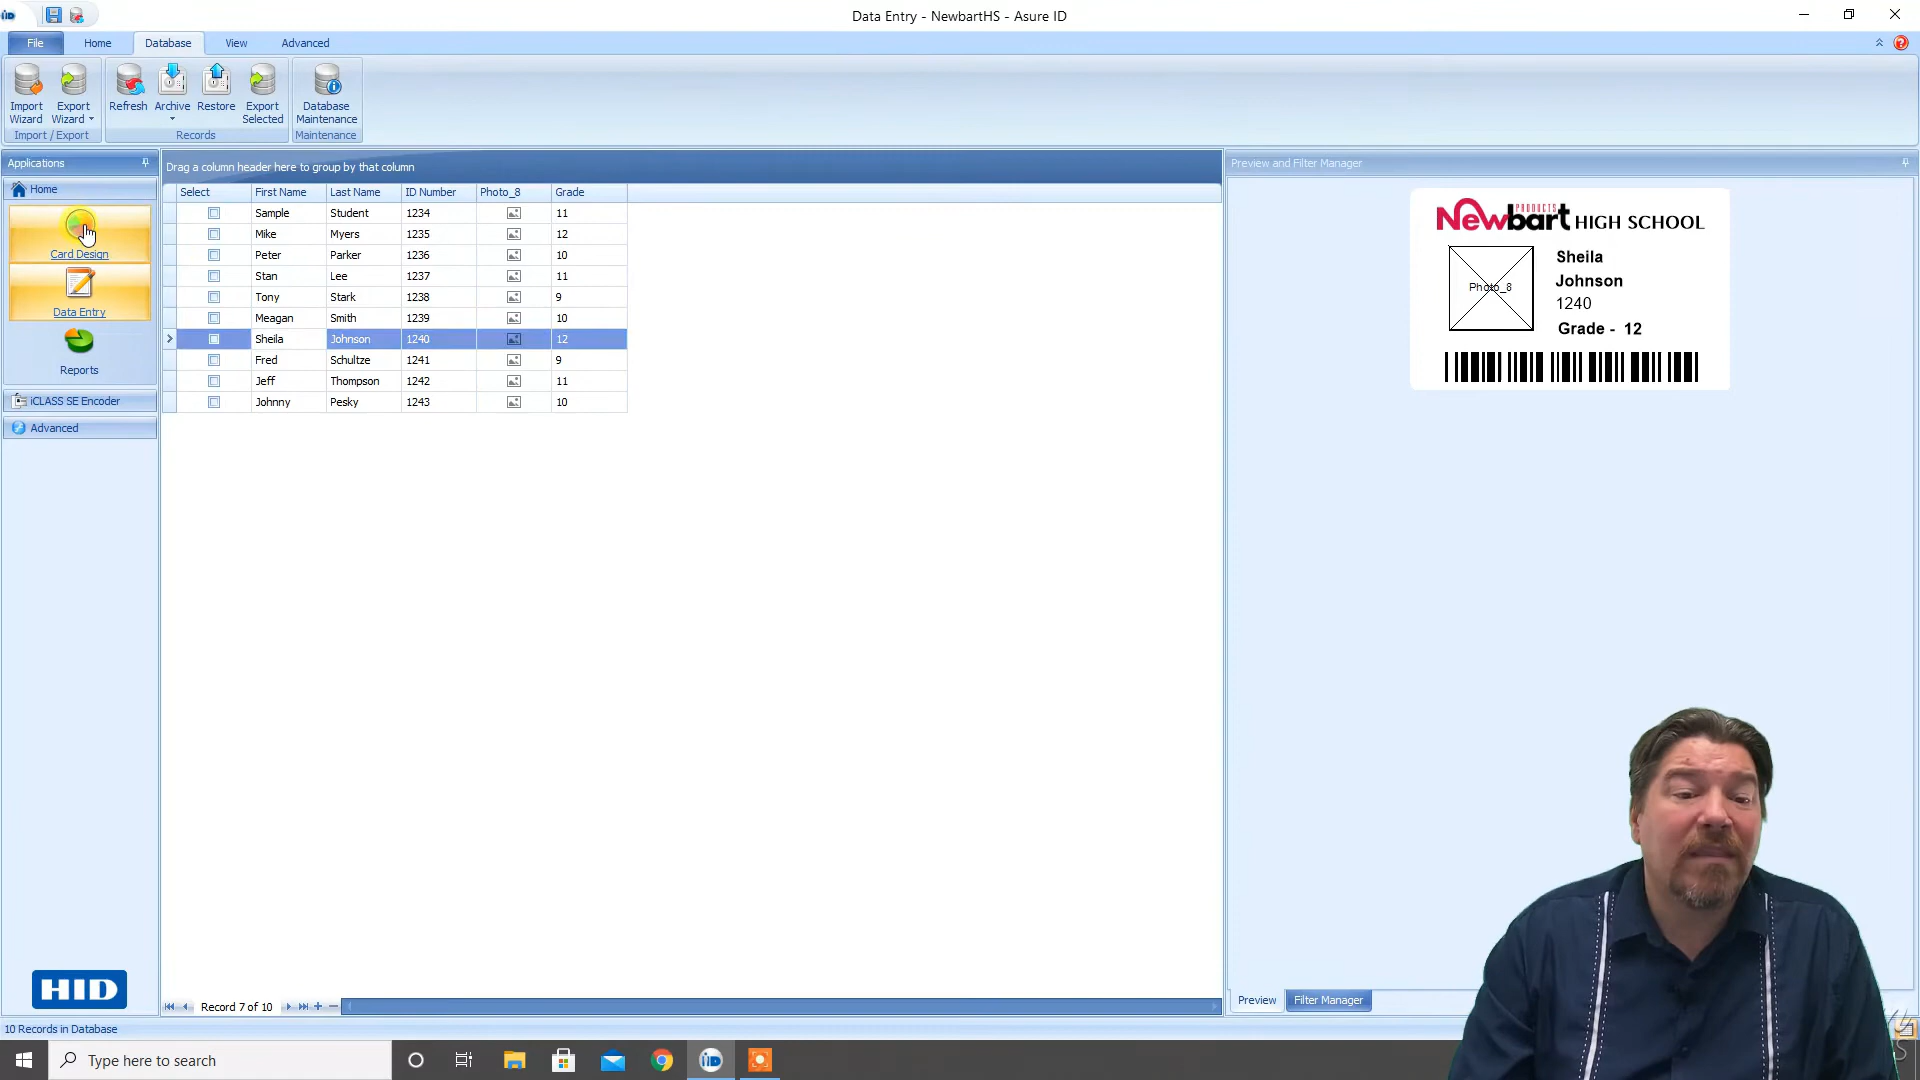 Data Entry - NewbartHS - Asure ID
File Home Database View Advanced
Import Wizard Export Wizard Refresh Archive Restore Export Selected Database Maintenance
Import / Export Records Maintenance
Applications
Home
Card Design
Data Entry
Reports
iCLASS SE Encoder
Advanced
HID
Drag a column header here to group by that column
Select First Name Last Name ID Number Photo_8 Grade
Sample Student 1234 11
Mike Myers 1235 12
Peter Parker 1236 10
Stan Lee 1237 11
Tony Stark 1238 9
Meagan Smith 1239 10
Sheila Johnson 1240 12
Fred Schultze 1241 9
Jeff Thompson 1242 11
Johnny Pesky 1243 10
Record 7 of 10
Preview and Filter Manager
Newbart PRODUCTS HIGH SCHOOL
Photo_8
Sheila
Johnson
1240
Grade - 12
Preview Filter Manager
10 Records in Database
Type here to search